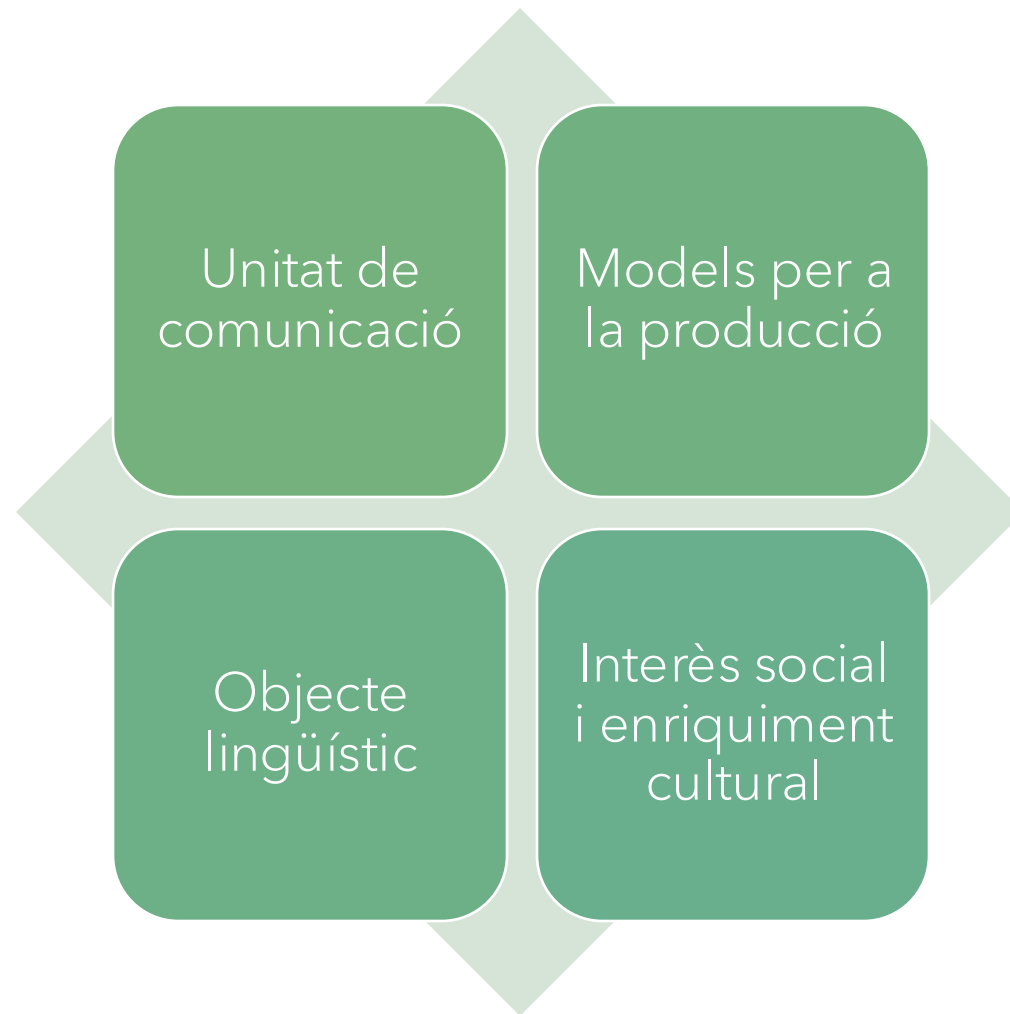 Unitat de
comunicació
Models per a
la producció
Objecte
lingüístic
Interès social
i enriquiment
cultural